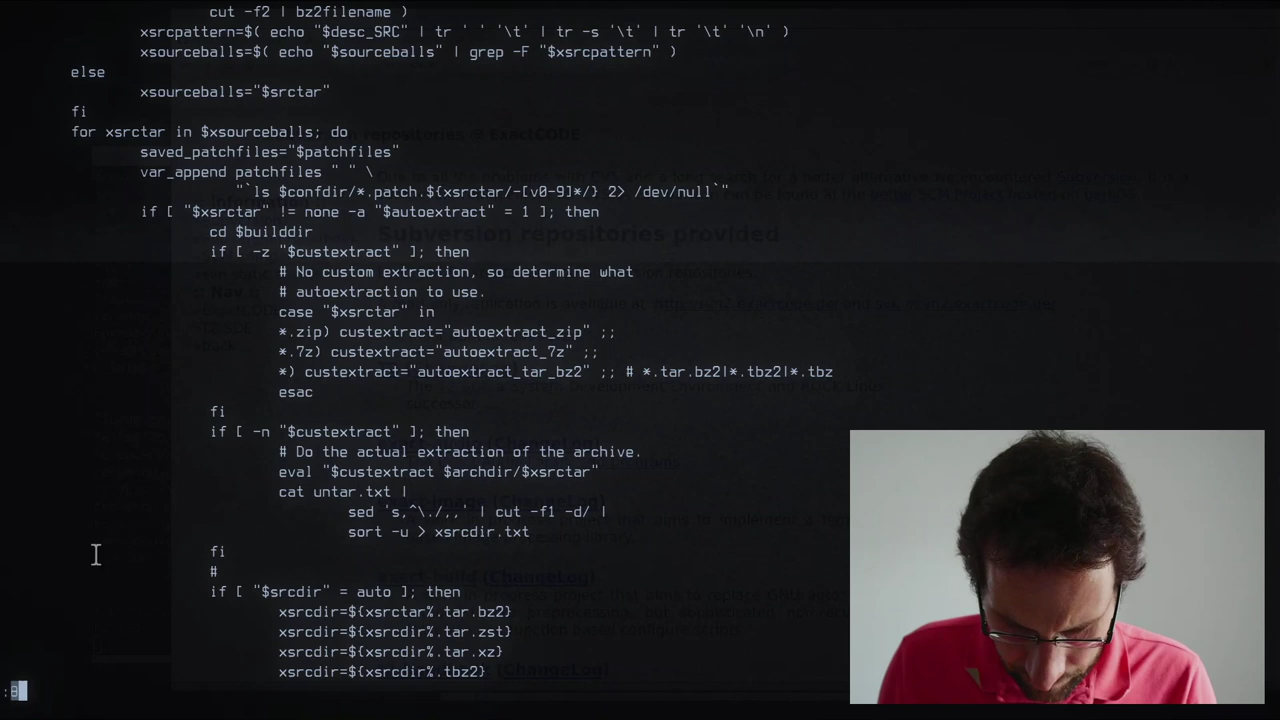 cut -f2 | bz2filename )
xsrcpattern=$( echo "$desc_SRC" | tr ' ' '\t' | tr -s '\t' | tr '\t' '\n' )
xsourceballs=$( echo "$sourceballs" | grep -F "$xsrcpattern" )
else
xsourceballs="$srctar"
fi
for xsrctar in $xsourceballs; do
repositories @ ExactCODE
saved_patchfiles="$patchfiles"
var_append patchfiles " " \
"`ls $confdir/*.patch.${xsrctar/-[v0-9]*/} 2> /dev/null`"
if [ "$xsrctar" != none -a "$autoextract" = 1 ]; then
cd $builddir
Subversion repositories provided
if [ -z "$custextract" ]; then
# No custom extraction, so determine what
# autoextraction to use.
case "$xsrctar" in
*.zip) custextract="autoextract_zip" ;;
*.7z) custextract="autoextract_7z" ;;
*) custextract="autoextract_tar_bz2" ;; # *.tar.bz2|*.tbz2|*.tbz
esac
fi
if [ -n "$custextract" ]; then
# Do the actual extraction of the archive.
eval "$custextract $archdir/$xsrctar"
cat untar.txt |
sed 's,^\./,,' | cut -f1 -d/ |
sort -u > xsrcdir.txt
fi
#
if [ "$srcdir" = auto ]; then
xsrcdir=${xsrctar%.tar.bz2}
xsrcdir=${xsrcdir%.tar.zst}
xsrcdir=${xsrcdir%.tar.xz}
xsrcdir=${xsrcdir%.tbz2}